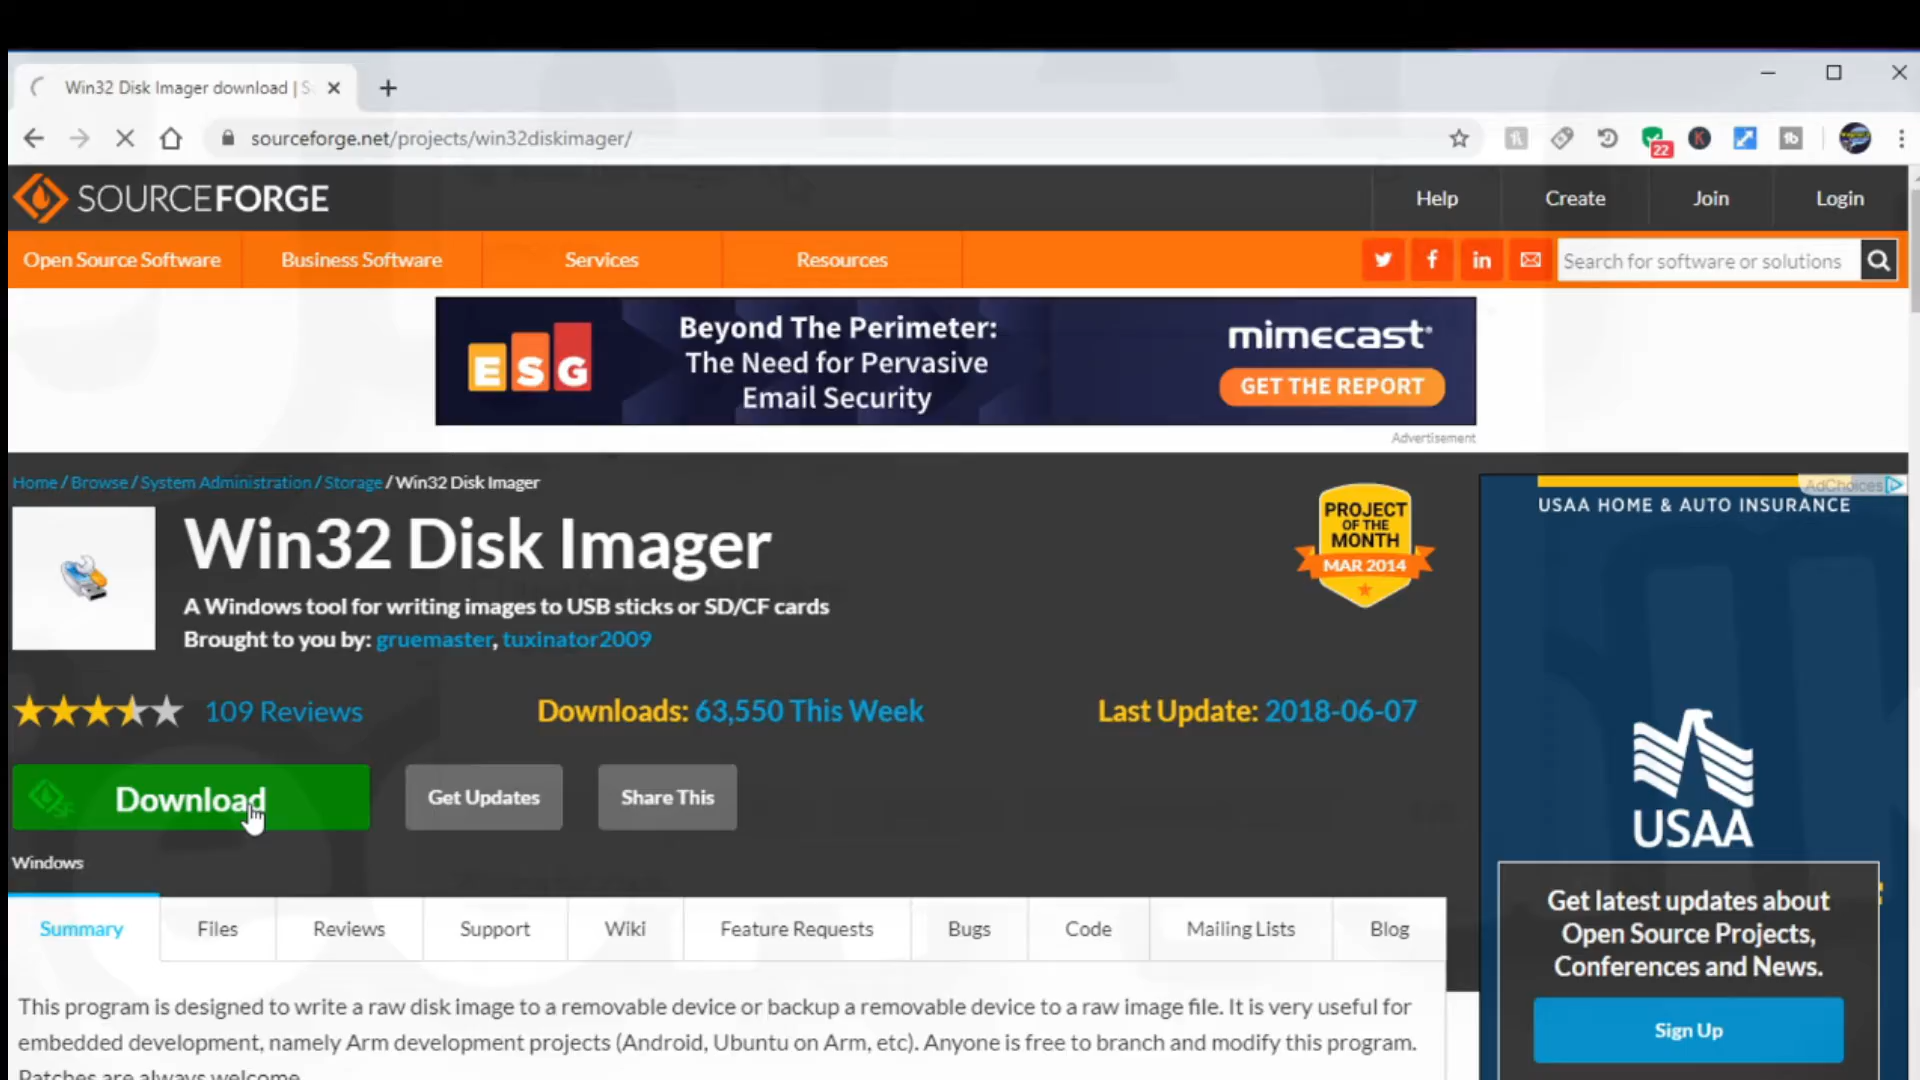 Win32 Disk Imager download | S
sourceforge.net/projects/win32diskimager/
22
K
SOURCEFORGE
Help
Create
Join
Login
Open Source Software
Business Software
Services
Resources
Search for software or solutions
ESG
Beyond The Perimeter:
The Need for Pervasive
Email Security
mimecast
GET THE REPORT
Advertisement
Home / Browse / System Administration / Storage / Win32 Disk Imager
AdChoices
USAA HOME & AUTO INSURANCE
PROJECT
OF THE
MONTH
MAR 2014
Win32 Disk Imager
A Windows tool for writing images to USB sticks or SD/CF cards
Brought to you by: gruemaster, tuxinator2009
109 Reviews
Downloads: 63,550 This Week
Last Update: 2018-06-07
USAA
Download
Get Updates
Share This
Windows
Summary
Files
Reviews
Support
Wiki
Feature Requests
Bugs
Code
Mailing Lists
Blog
Get latest updates about
Open Source Projects,
Conferences and News.
Sign Up
This program is designed to write a raw disk image to a removable device or backup a removable device to a raw image file. It is very useful for
embedded development, namely Arm development projects (Android, Ubuntu on Arm, etc). Anyone is free to branch and modify this program.
Patches are always welcome.